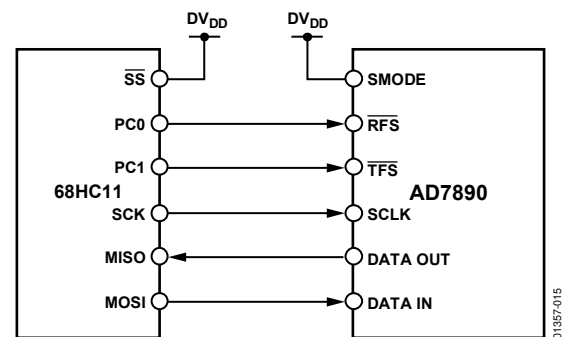 DVDD DVDD
SS SMODE
PC0 RFS
PC1 TFS
68HC11 AD7890
SCK SCLK
MISO DATA OUT
MOSI DATA IN
01357-015